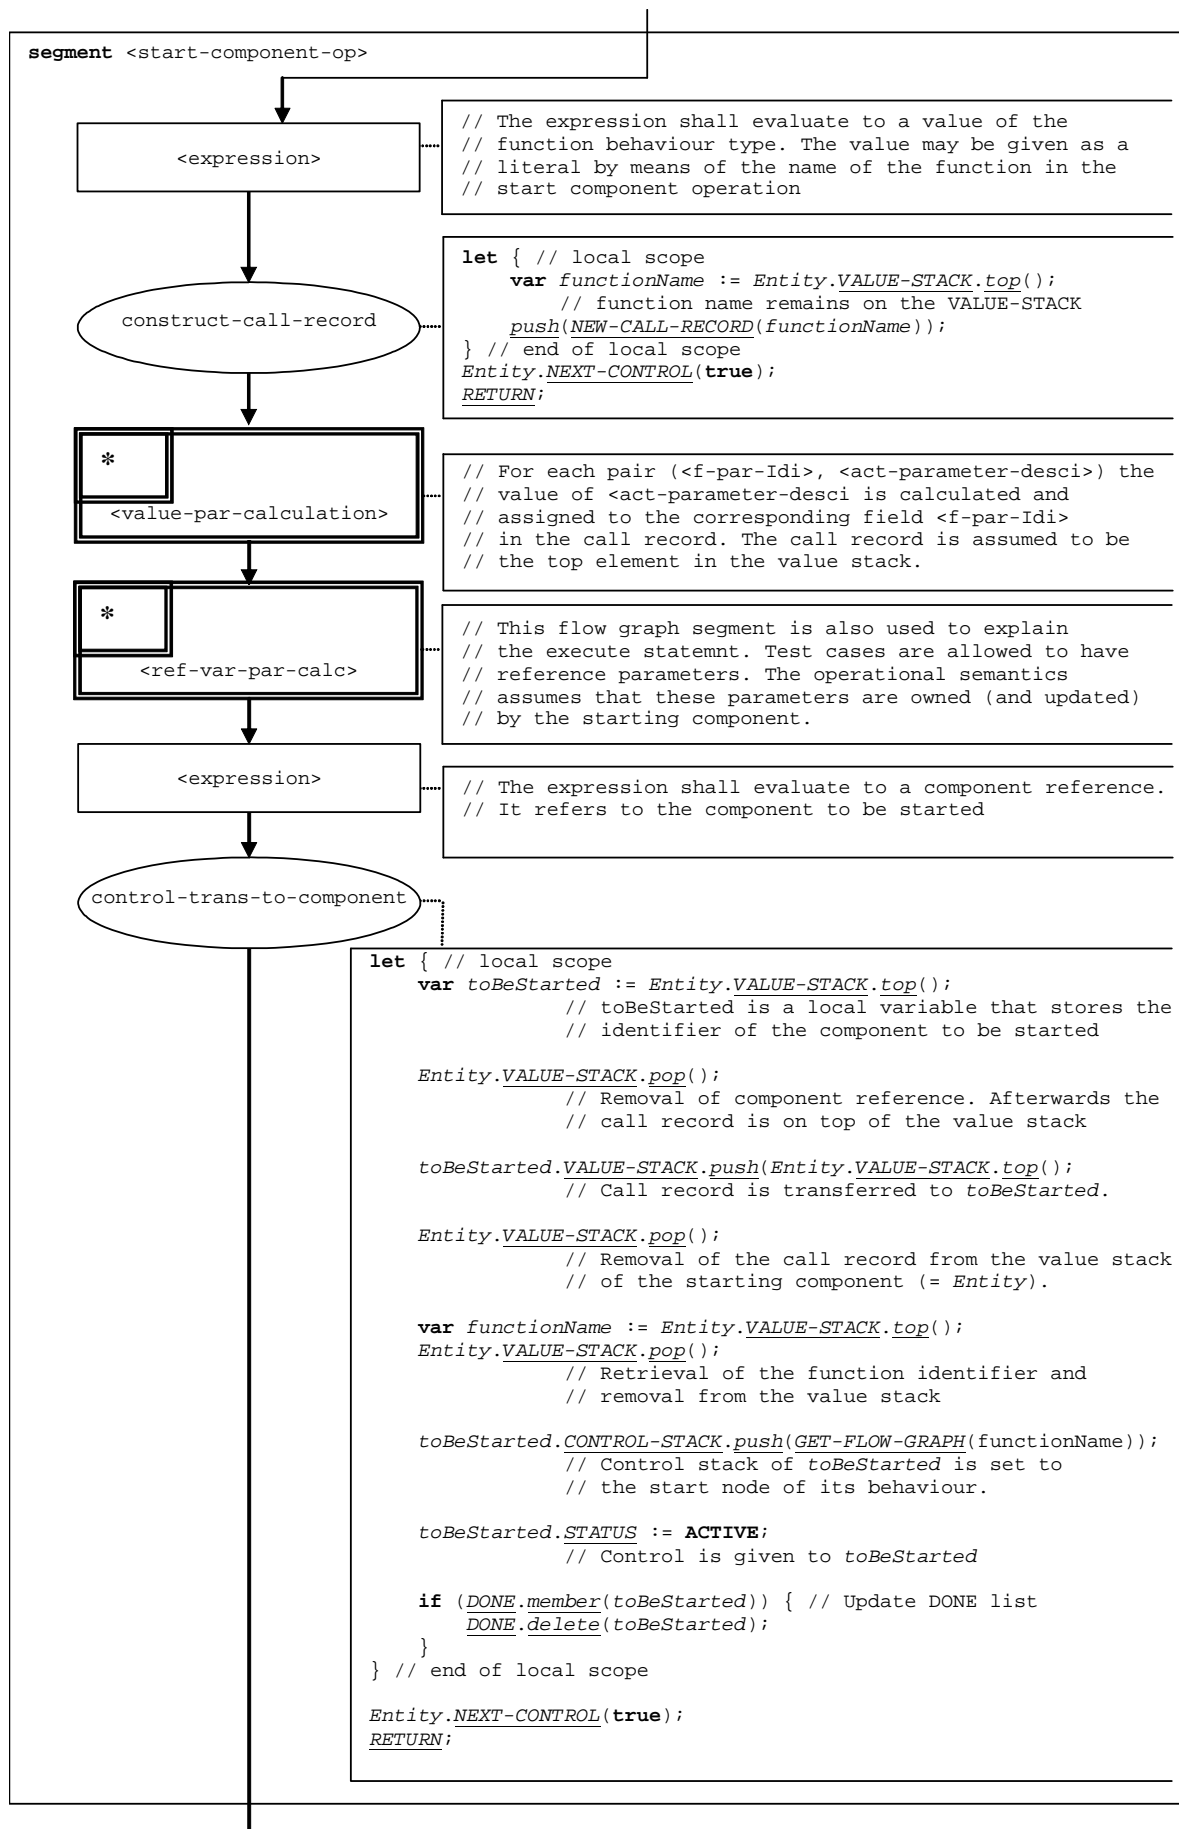 segment <start-component-op>
<expression>
// The expression shall evaluate to a value of the
// function behaviour type. The value may be given as a
// literal by means of the name of the function in the
// start component operation
construct-call-record
let { // local scope
var functionName := Entity.VALUE-STACK.top();
// function name remains on the VALUE-STACK
push(NEW-CALL-RECORD(functionName));
} // end of local scope
Entity.NEXT-CONTROL(true);
RETURN;
*
<value-par-calculation>
// For each pair (<f-par-Idi>, <act-parameter-desci>) the
// value of <act-parameter-desci is calculated and
// assigned to the corresponding field <f-par-Idi>
// in the call record. The call record is assumed to be
// the top element in the value stack.
*
<ref-var-par-calc>
// This flow graph segment is also used to explain
// the execute statemnt. Test cases are allowed to have
// reference parameters. The operational semantics
// assumes that these parameters are owned (and updated)
// by the starting component.
<expression>
// The expression shall evaluate to a component reference.
// It refers to the component to be started
control-trans-to-component
let { // local scope
var toBeStarted := Entity.VALUE-STACK.top();
// toBeStarted is a local variable that stores the
// identifier of the component to be started
Entity.VALUE-STACK.pop();
// Removal of component reference. Afterwards the
// call record is on top of the value stack
toBeStarted.VALUE-STACK.push(Entity.VALUE-STACK.top();
// Call record is transferred to toBeStarted.
Entity.VALUE-STACK.pop();
// Removal of the call record from the value stack
// of the starting component (= Entity).
var functionName := Entity.VALUE-STACK.top();
Entity.VALUE-STACK.pop();
// Retrieval of the function identifier and
// removal from the value stack
toBeStarted.CONTROL-STACK.push(GET-FLOW-GRAPH(functionName));
// Control stack of toBeStarted is set to
// the start node of its behaviour.
toBeStarted.STATUS := ACTIVE;
// Control is given to toBeStarted
if (DONE.member(toBeStarted)) { // Update DONE list
DONE.delete(toBeStarted);
}
} // end of local scope
Entity.NEXT-CONTROL(true);
RETURN;